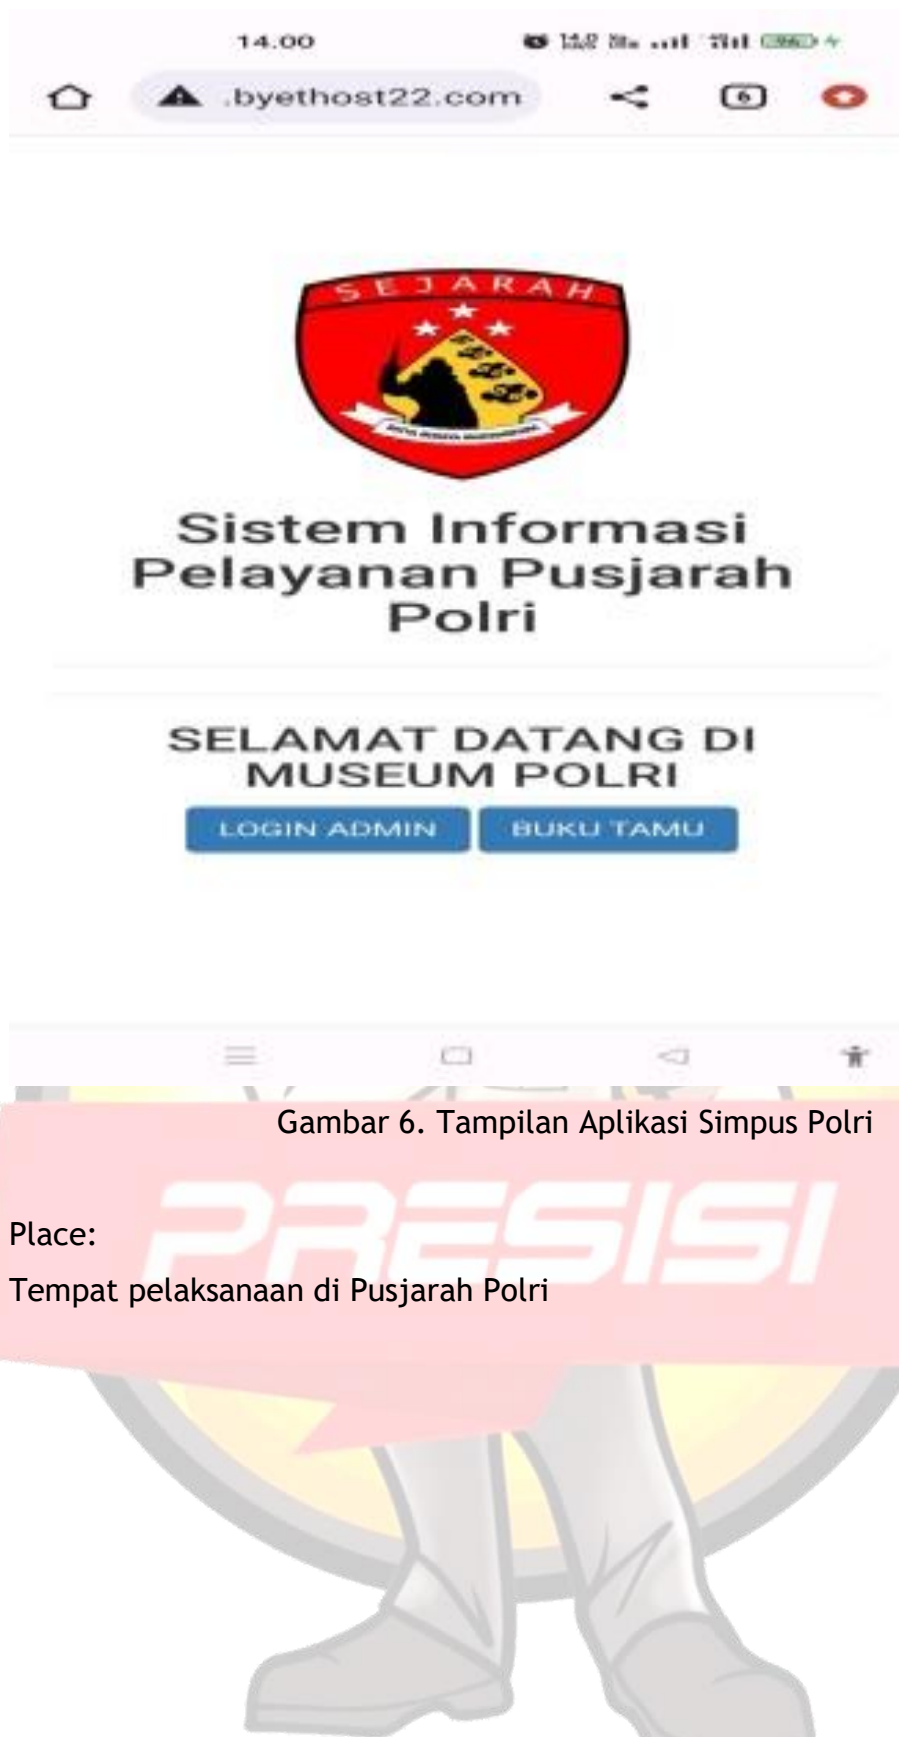 14.00
96
.byethost22.com
6
SEJARAH
Sistem Informasi
Pelayanan Pusjarah
Polri
SELAMAT DATANG DI
MUSEUM POLRI
LOGIN ADMIN
BUKU TAMU
Gambar 6. Tampilan Aplikasi Simpus Polri
PRESISI
Place:
Tempat pelaksanaan di Pusjarah Polri